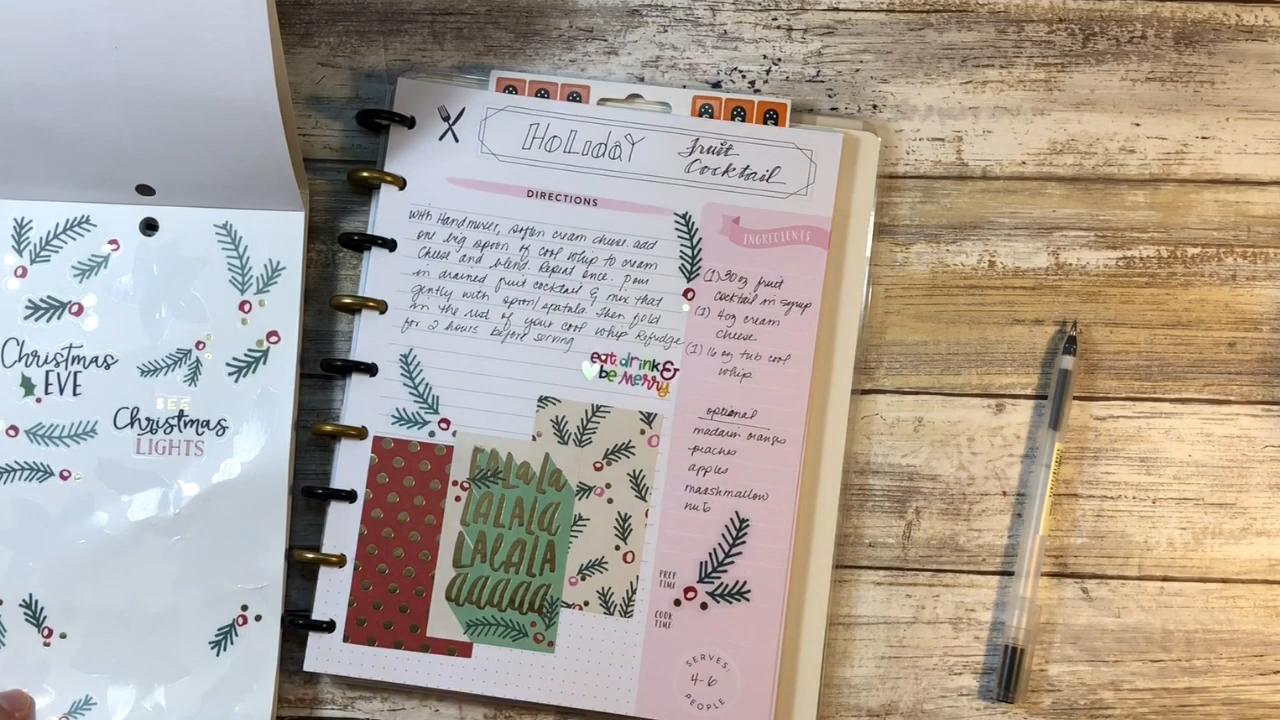 HOLIdaY
fruit
Cocktail
DIRECTIONS
with Handmixer, soften cream cheese. add
one big spoon of cool whip to cream
Cheese and blend. Repeat once. Pour
in drained fruit cocktail & mix that
gently with spoon/spatala. Then fold
in the rest of your cool whip Refridge
for 2 hours before serving
eat, drink &
be merry
INGREDIENTS
(1) 30oz fruit
cocktail in syrup
(1) 4oz cream
cheese
(1) 16 oz tub cool
whip
optional
madarin oranges
peaches
apples
marshmallow
nuts
PREP
TIME:
COOK
TIME:
SERVES:
4-6
PEOPLE
FALaLa
LALALa
LALALA
aaaaa
Christmas
EVE
SEE
Christmas
LIGHTS